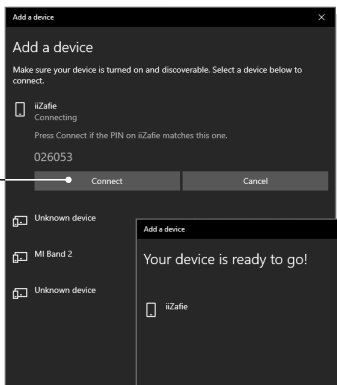 Add a device
Add a device
Make sure your device is turned on and discoverable. Select a device below to
connect.
iiZafie
Connecting
Press Connect if the PIN on iiZafie matches this one.
026053
Connect Cancel
Unknown device
MI Band 2
Unknown device
Add a device
Your device is ready to go!
iiZafie